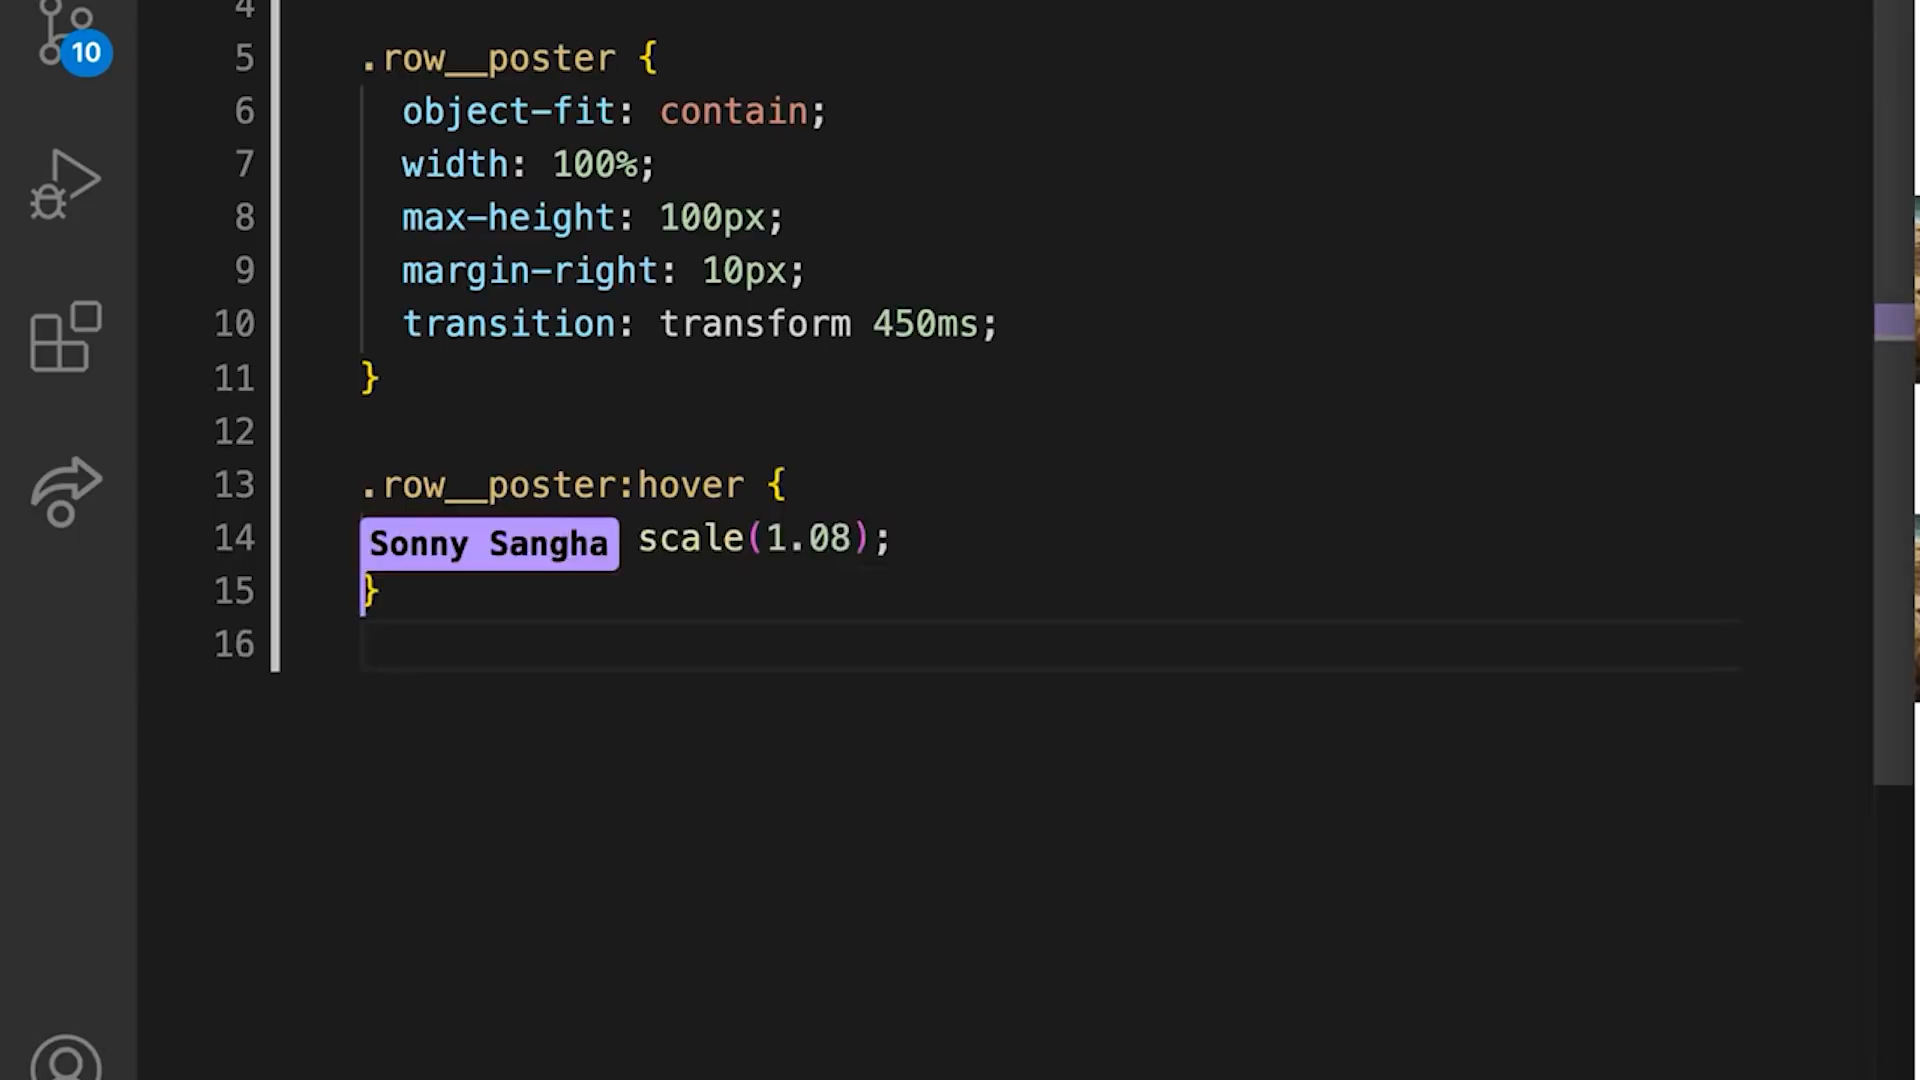 4
10
5 .row__poster {
6 object-fit: contain;
7 width: 100%;
8 max-height: 100px;
9 margin-right: 10px;
10 transition: transform 450ms;
11 }
12
13 .row__poster:hover {
14 Sonny Sangha scale(1.08);
15 }
16